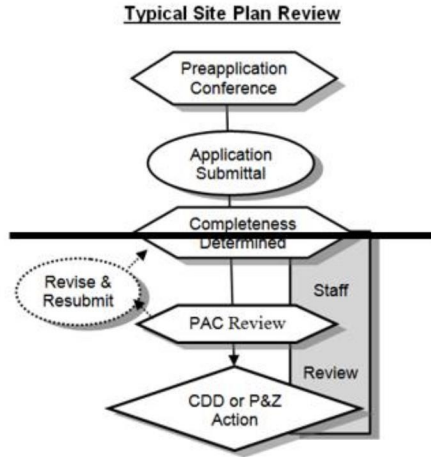 Typical Site Plan Review
Preapplication
Conference
Application
Submittal
Completeness
Determined
Revise &
Resubmit
Staff
PAC Review
Review
CDD or P&Z
Action